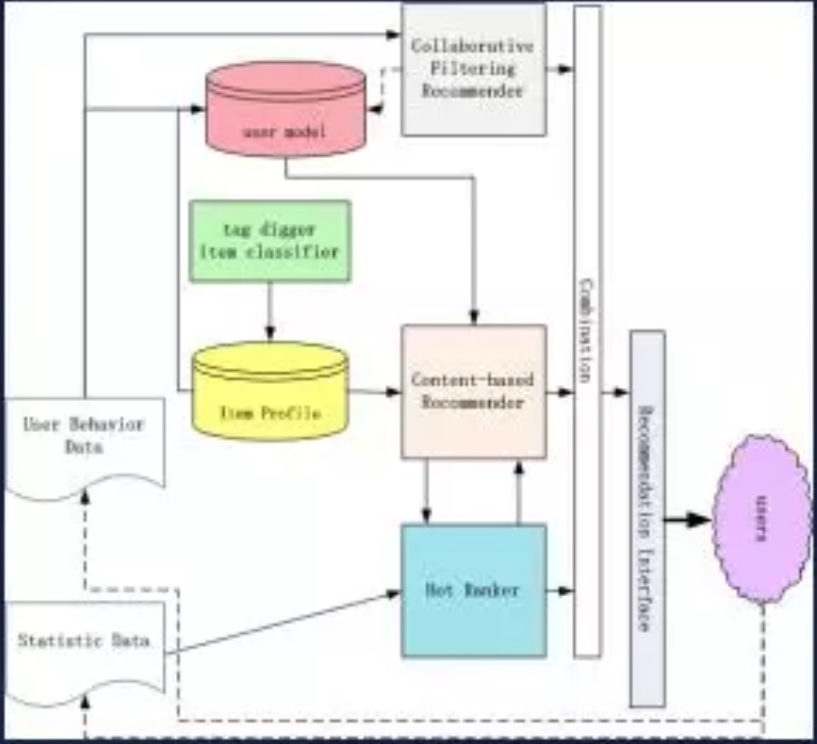 Collaborative
Filtering
Recommender
user model
tag digger
item classifier
Combination
Content-based
Recommender
Item Profile
User Behavior
Data
Recommendation Interface
users
Hot Ranker
Statistic Data